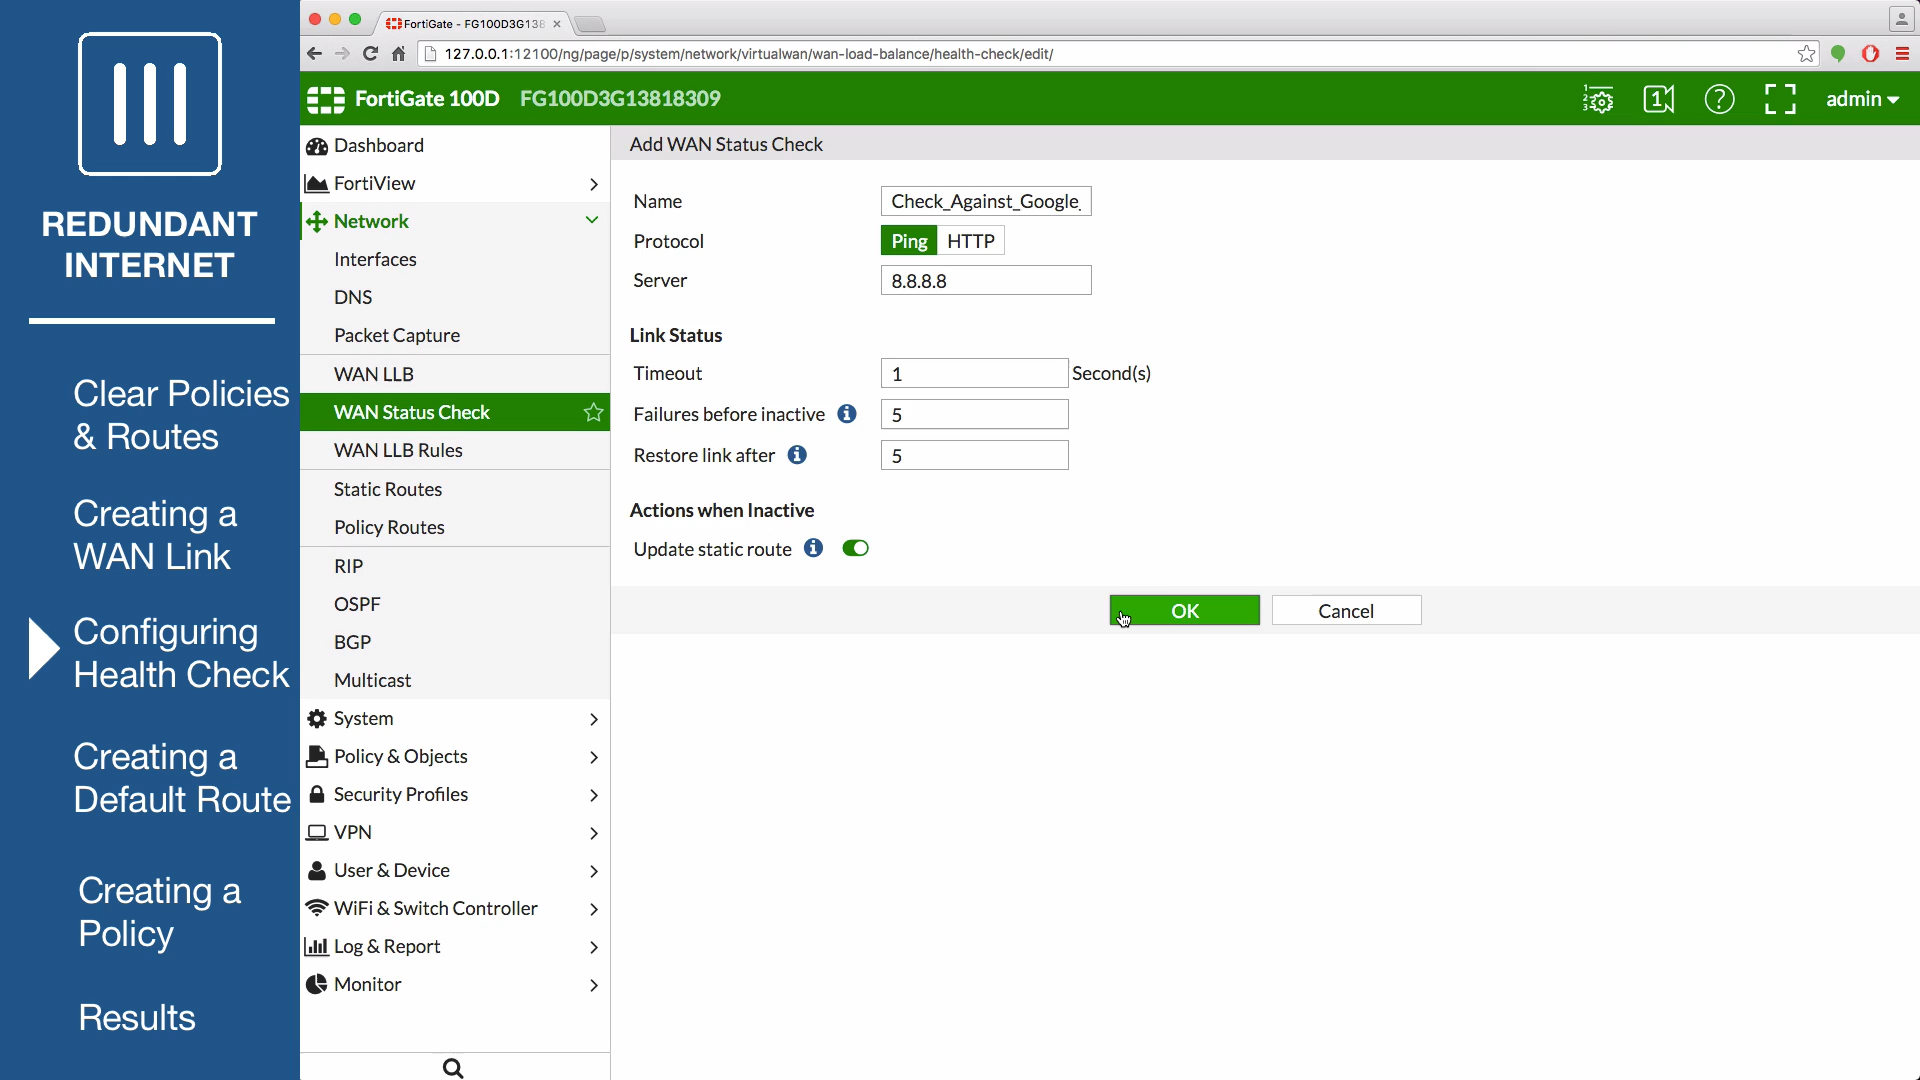 REDUNDANT
INTERNET
Clear Policies
& Routes
Creating a
WAN Link
Configuring
Health Check
Creating a
Default Route
Creating a
Policy
Results
FortiGate - FG100D3G138
127.0.0.1:12100/ng/page/p/system/network/virtualwan/wan-load-balance/health-check/edit/
FortiGate 100D FG100D3G13818309
admin
Dashboard
FortiView
Network
Interfaces
DNS
Packet Capture
WAN LLB
WAN Status Check
WAN LLB Rules
Static Routes
Policy Routes
RIP
OSPF
BGP
Multicast
System
Policy & Objects
Security Profiles
VPN
User & Device
WiFi & Switch Controller
Log & Report
Monitor
Add WAN Status Check
Name Check_Against_Google_
Protocol Ping HTTP
Server 8.8.8.8
Link Status
Timeout 1 Second(s)
Failures before inactive 5
Restore link after 5
Actions when Inactive
Update static route
OK Cancel